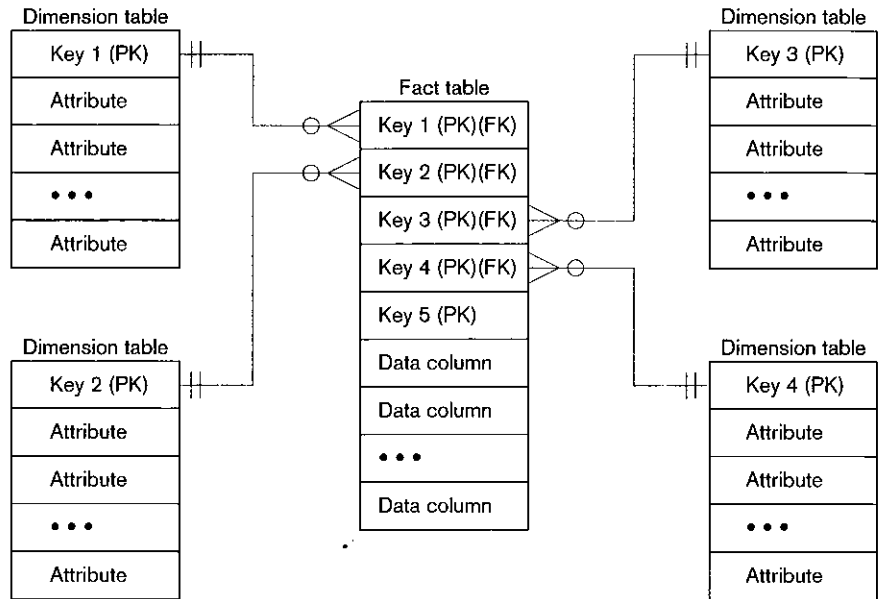 Dimension table
Key 1 (PK)
Attribute
Attribute
• • •
Attribute
Dimension table
Key 2 (PK)
Attribute
Attribute
• • •
Attribute
Fact table
Key 1 (PK)(FK)
Key 2 (PK)(FK)
Key 3 (PK)(FK)
Key 4 (PK)(FK)
Key 5 (PK)
Data column
Data column
• • •
Data column
Dimension table
Key 3 (PK)
Attribute
Attribute
• • •
Attribute
Dimension table
Key 4 (PK)
Attribute
Attribute
• • •
Attribute